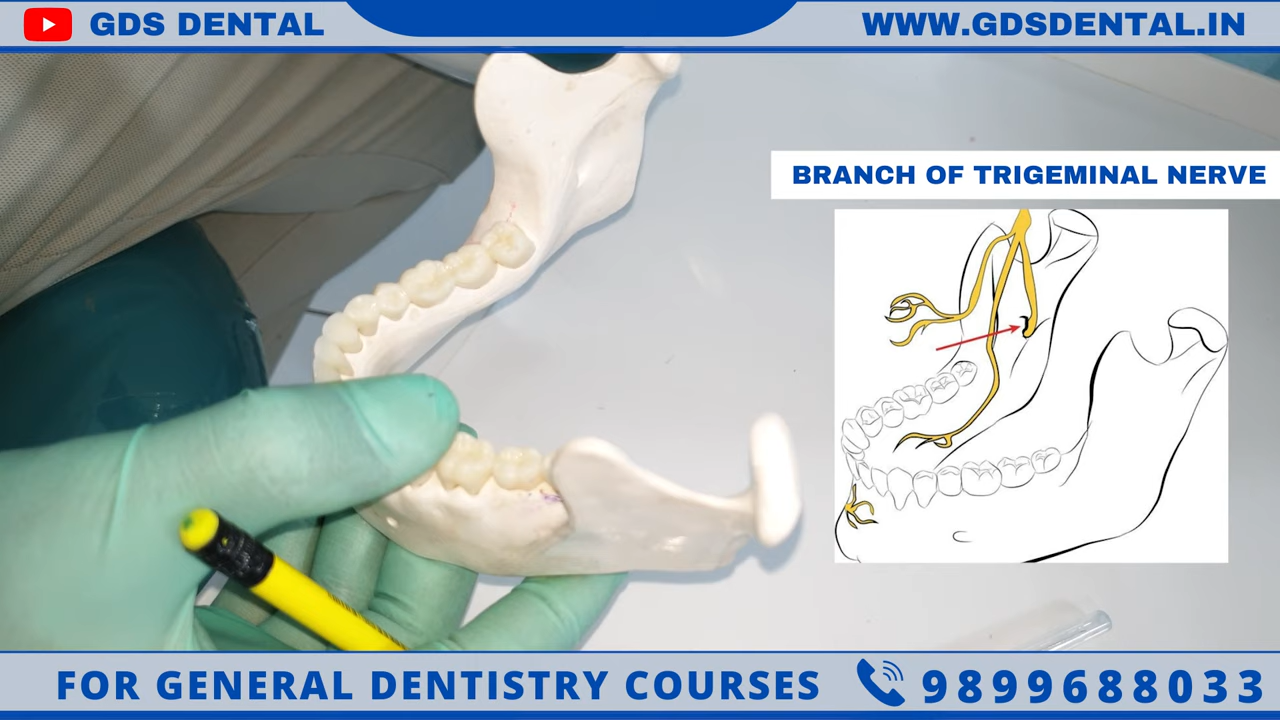 GDS DENTAL
WWW.GDSDENTAL.IN
BRANCH OF TRIGEMINAL NERVE
FOR GENERAL DENTISTRY COURSES
9899688033